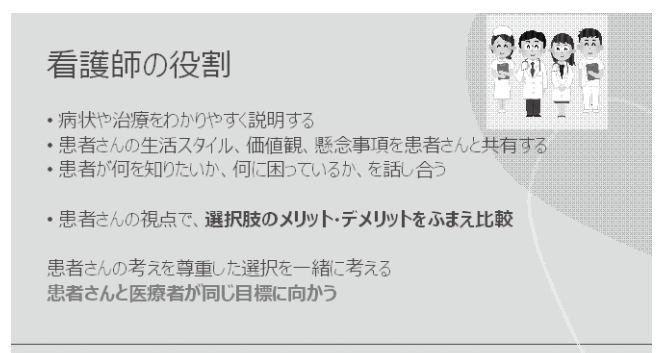 看護師の役割
・病状や治療をわかりやすく説明する
・患者さんの生活スタイル、価値観、懸念事項を患者さんと共有する
・患者が何を知りたいか、何に困っているか、を話し合う
・患者さんの視点で、選択肢のメリット・デメリットをふまえ比較
患者さんの考えを尊重した選択を一緒に考える
患者さんと医療者が同じ目標に向かう